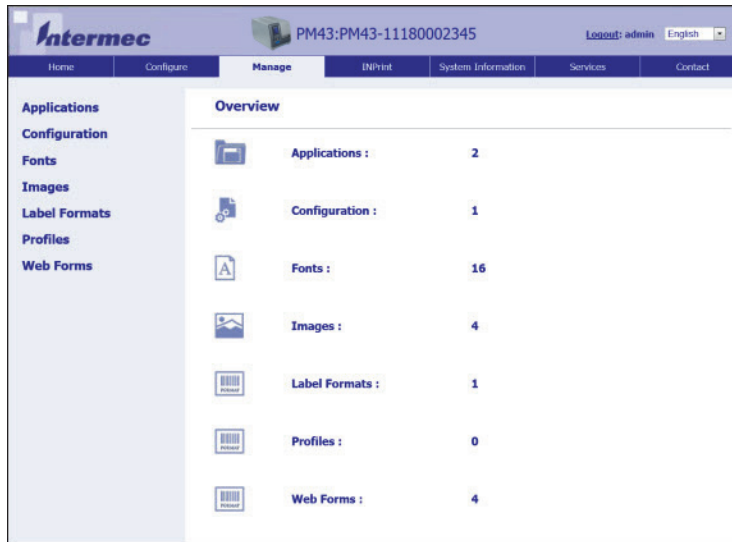 Intermec PM43:PM43-11180002345 Logout: admin English
Home Configure Manage INPrint System Information Services Contact
Applications
Configuration
Fonts
Images
Label Formats
Profiles
Web Forms
Overview
Applications : 2
Configuration : 1
Fonts : 16
A
Images : 4
Label Formats : 1
Profiles : 0
Web Forms : 4